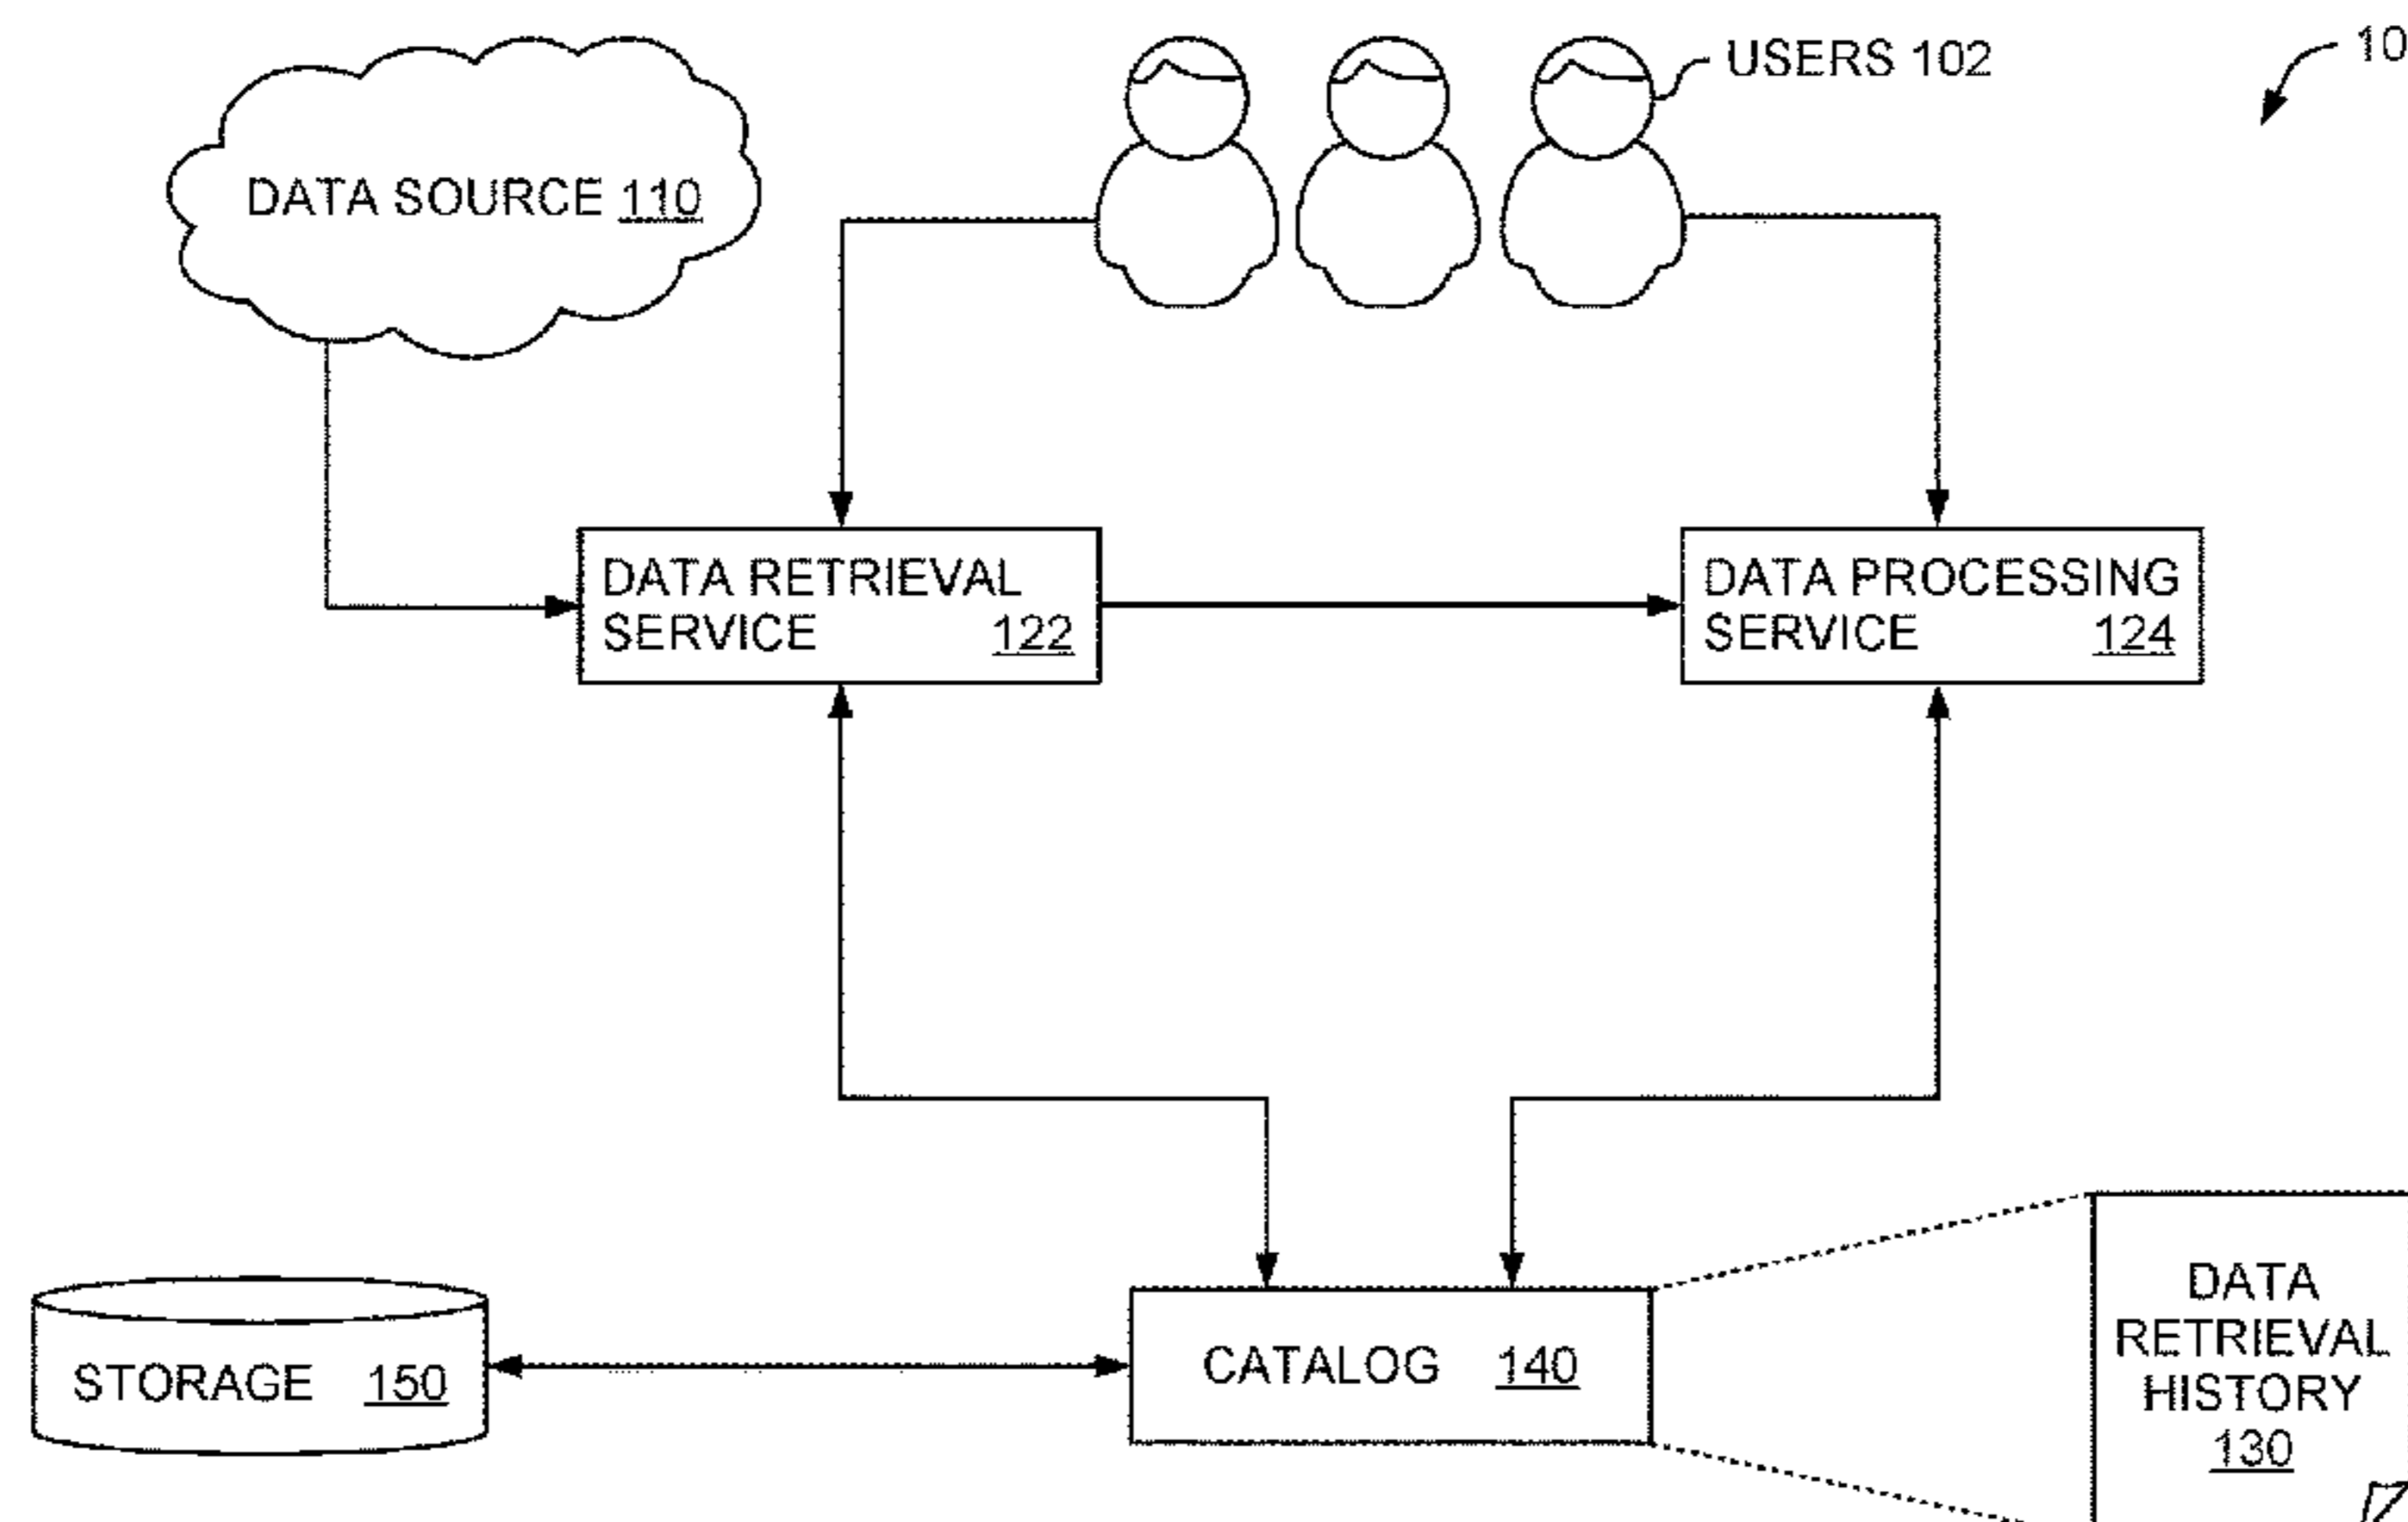 USERS 102
10
DATA SOURCE 110
DATA RETRIEVAL
SERVICE 122
DATA PROCESSING
SERVICE 124
STORAGE 150
CATALOG 140
DATA
RETRIEVAL
HISTORY
130